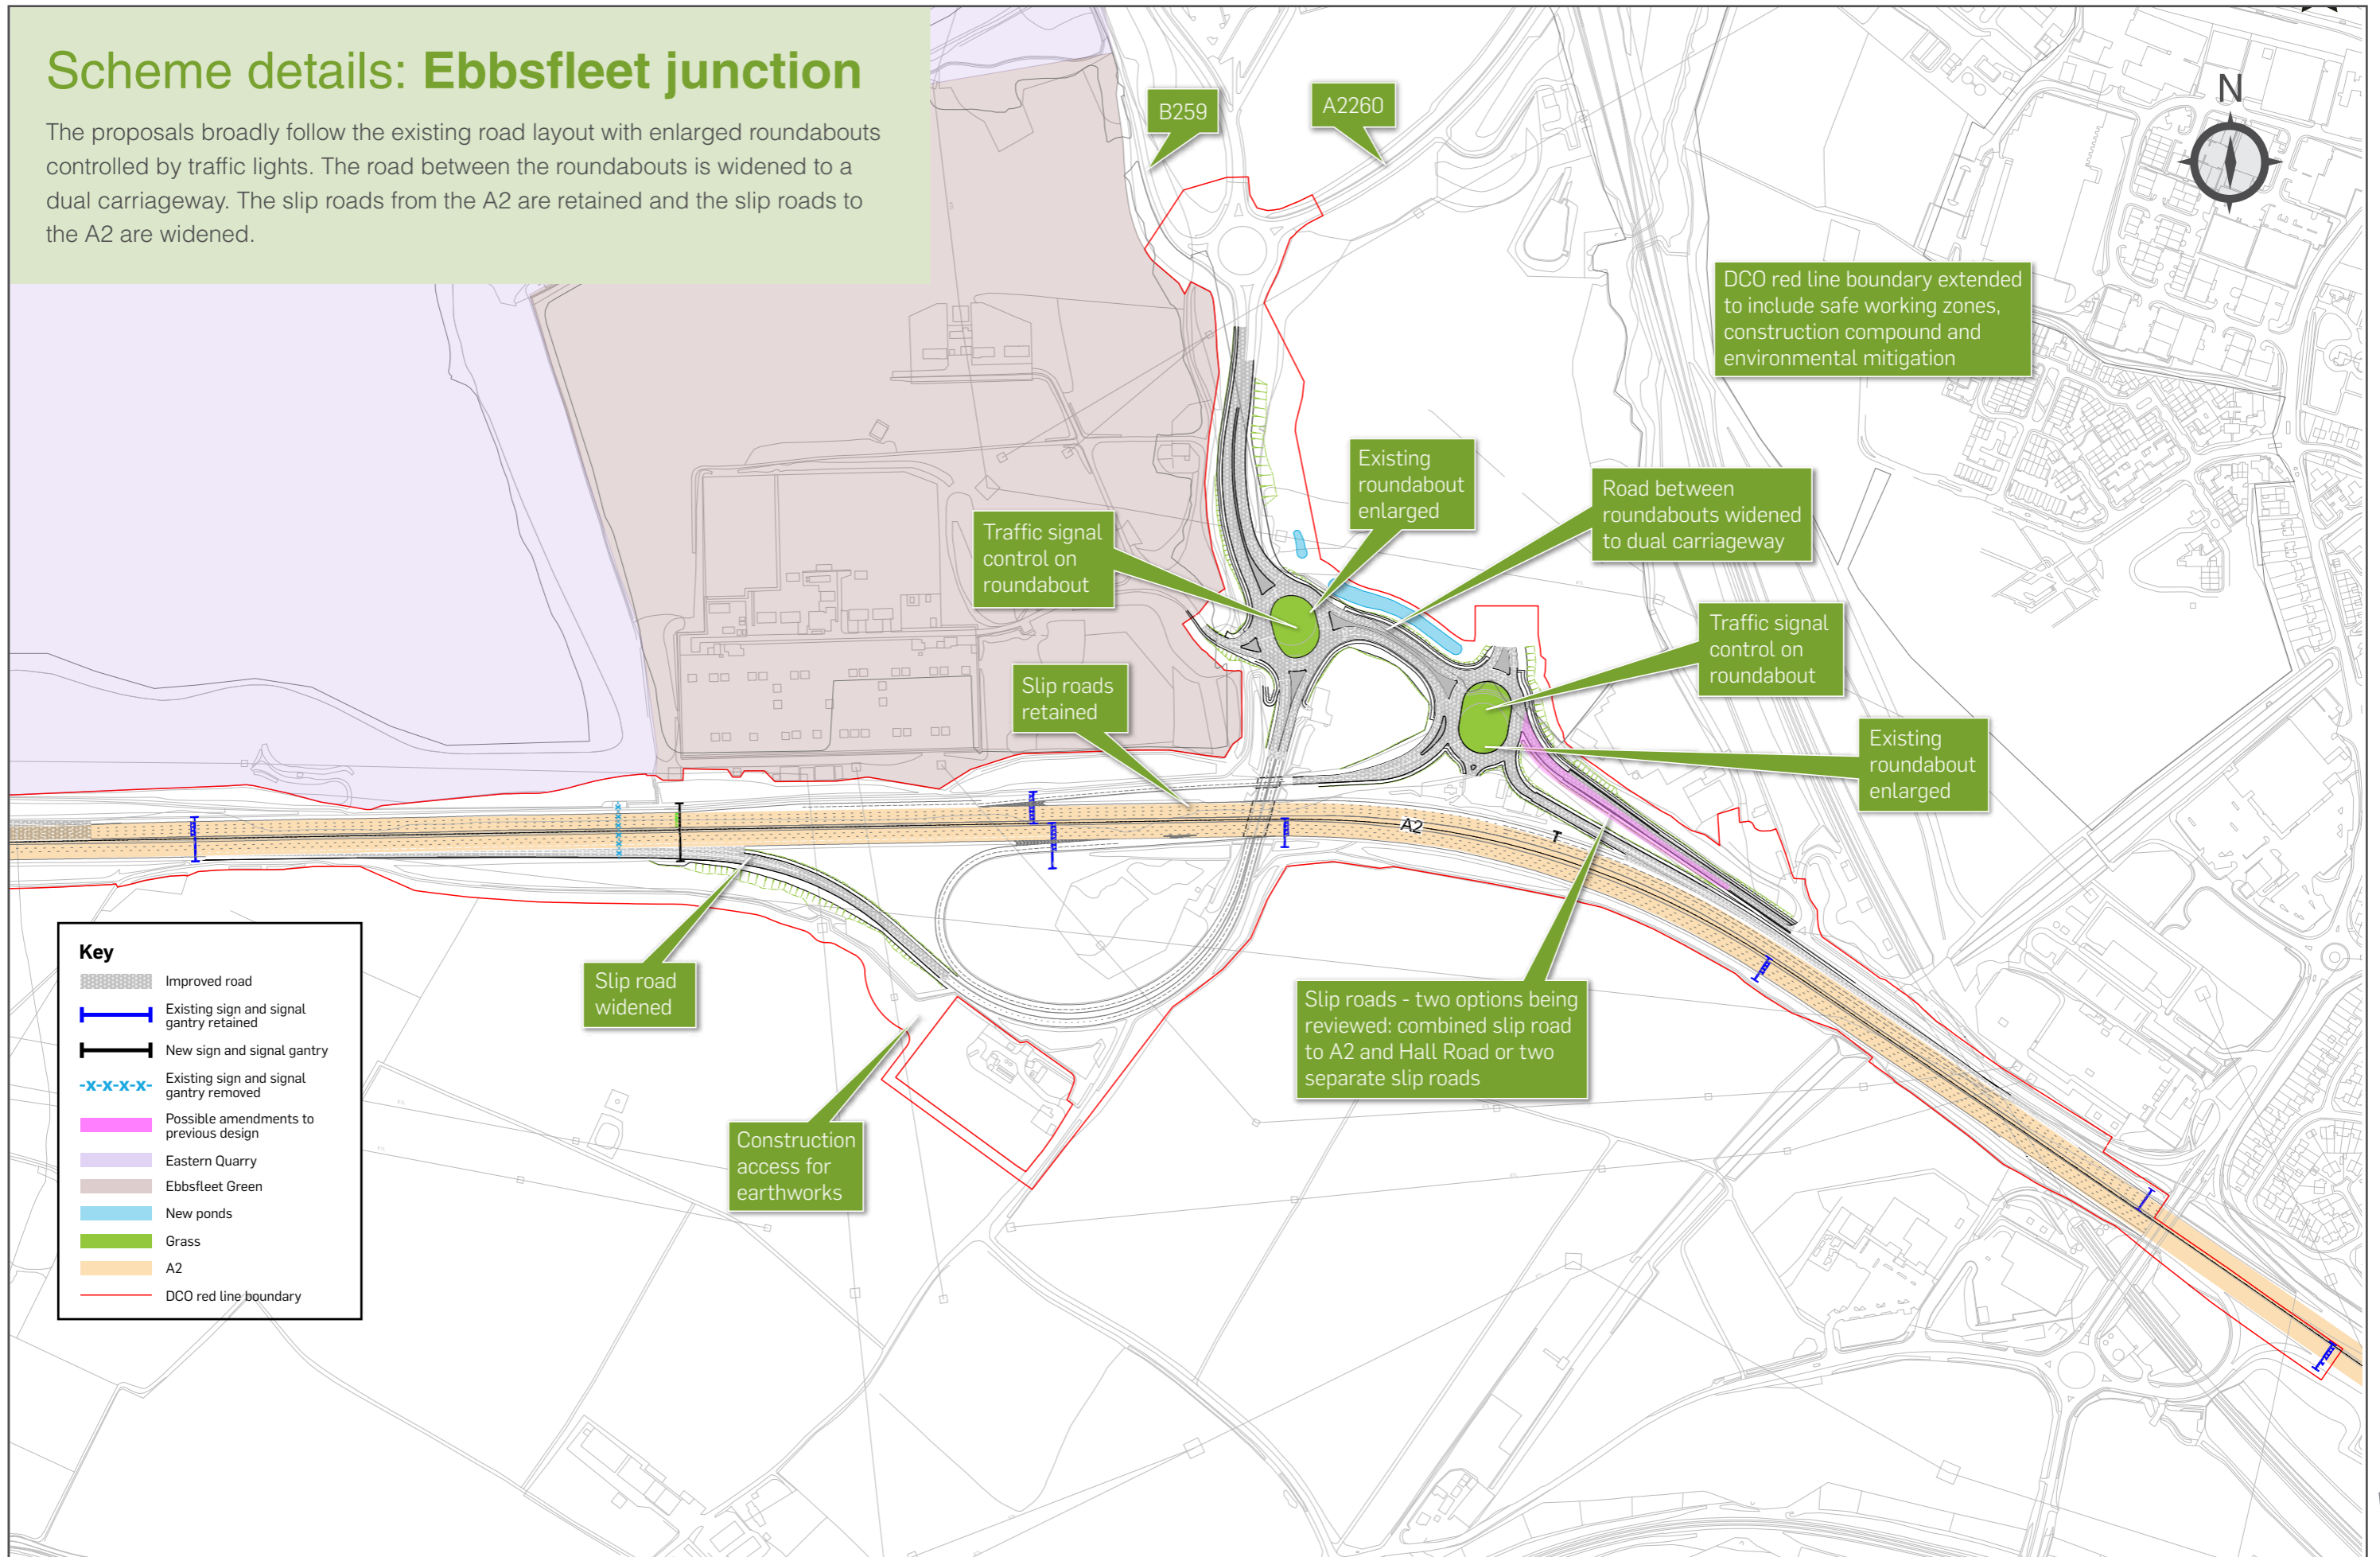 Scheme details: Ebbsfleet junction
The proposals broadly follow the existing road layout with enlarged roundabouts
controlled by traffic lights. The road between the roundabouts is widened to a
dual carriageway. The slip roads from the A2 are retained and the slip roads to
the A2 are widened.
B259
A2260
N
DCO red line boundary extended
to include safe working zones,
construction compound and
environmental mitigation
Existing
roundabout
enlarged
Road between
roundabouts widened
to dual carriageway
Traffic signal
control on
roundabout
Traffic signal
control on
roundabout
Slip roads
retained
Existing
roundabout
enlarged
A2
Slip road
widened
Slip roads - two options being
reviewed: combined slip road
to A2 and Hall Road or two
separate slip roads
Construction
access for
earthworks
Key
Improved road
Existing sign and signal
gantry retained
New sign and signal gantry
Existing sign and signal
gantry removed
Possible amendments to
previous design
Eastern Quarry
Ebbsfleet Green
New ponds
Grass
A2
DCO red line boundary